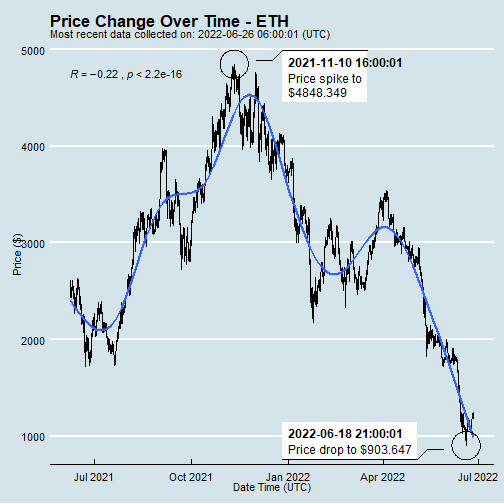 Price Change Over Time - ETH
Most recent data collected on: 2022-06-26 06:00:01 (UTC)
5000
2021-11-10 16:00:01
Price spike to
$4848.349
R = −0.22 , p < 2.2e-16
4000
3000
Price ($)
2000
1000
2022-06-18 21:00:01
Price drop to $903.647
Jul 2021
Oct 2021
Jan 2022
Apr 2022
Jul 2022
Date Time (UTC)